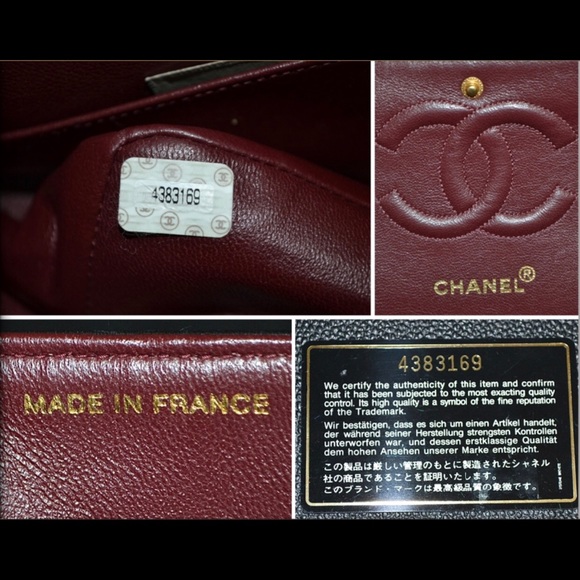 4383169
CHANEL®
MADE IN FRANCE
4383169
We certify the authenticity of this item and confirm
that it has been subjected to the most exacting quality
control. Its high quality is a symbol of the fine reputation
of the Trademark.
Wir bestätigen, dass es sich um einen Artikel handelt,
der während seiner Herstellung strengsten Kontrollen
unterworfen wurde, und dessen erstklassige Qualität
dem hohen Ansehen unserer Marke entspricht.
この製品は厳しい管理のもとに製造されたシャネル
社の商品であることを証明いたします。
このブランド・マークは最高級品質の象徴です。